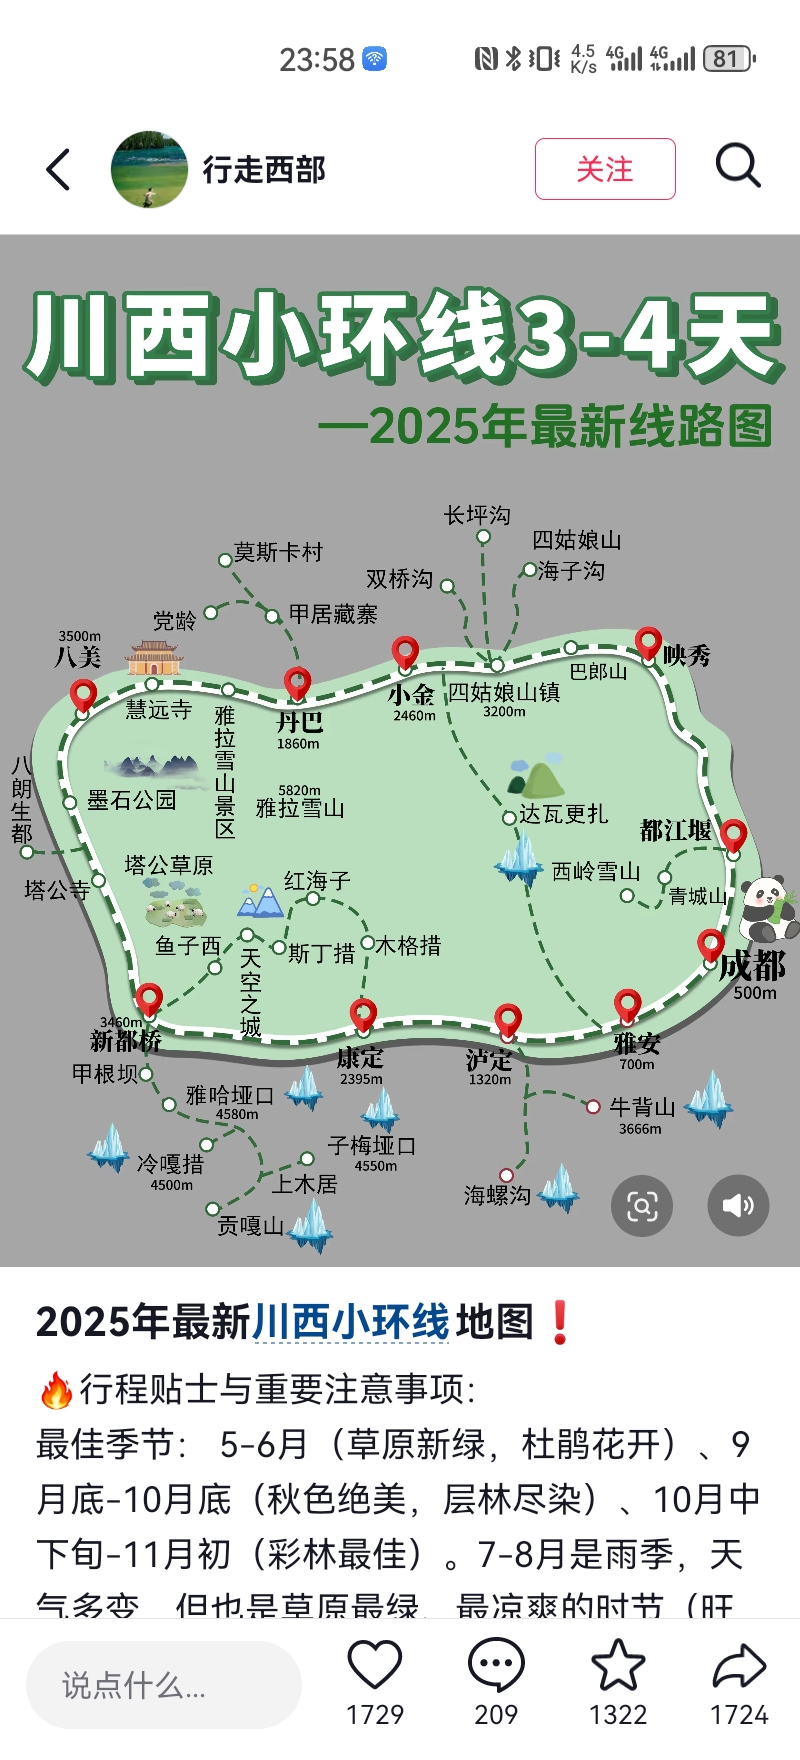 23:58
4.5
K/s
4G
4G
81
行走西部
关注
川西小环线3-4天
—2025年最新线路图
长坪沟
四姑娘山
莫斯卡村
双桥沟
海子沟
党龄
甲居藏寨
3500m
八美
映秀
巴郎山
慧远寺
雅拉雪山景区
丹巴
1860m
小金
2460m
四姑娘山镇
3200m
八朗生都
墨石公园
5820m
雅拉雪山
达瓦更扎
都江堰
塔公草原
红海子
西岭雪山
塔公寺
青城山
鱼子西
天空之城
斯丁措
木格措
成都
500m
3460m
新都桥
康定
2395m
泸定
1320m
雅安
700m
甲根坝
雅哈垭口
4580m
牛背山
3666m
子梅垭口
4550m
冷嘎措
4500m
上木居
海螺沟
贡嘎山
2025年最新川西小环线地图❗
🔥行程贴士与重要注意事项：
最佳季节： 5-6月（草原新绿，杜鹃花开）、9
月底-10月底（秋色绝美，层林尽染）、10月中
下旬-11月初（彩林最佳）。7-8月是雨季，天
气多变，但也是草原最绿、最凉爽的时节（旺
说点什么...
1729
209
1322
1724